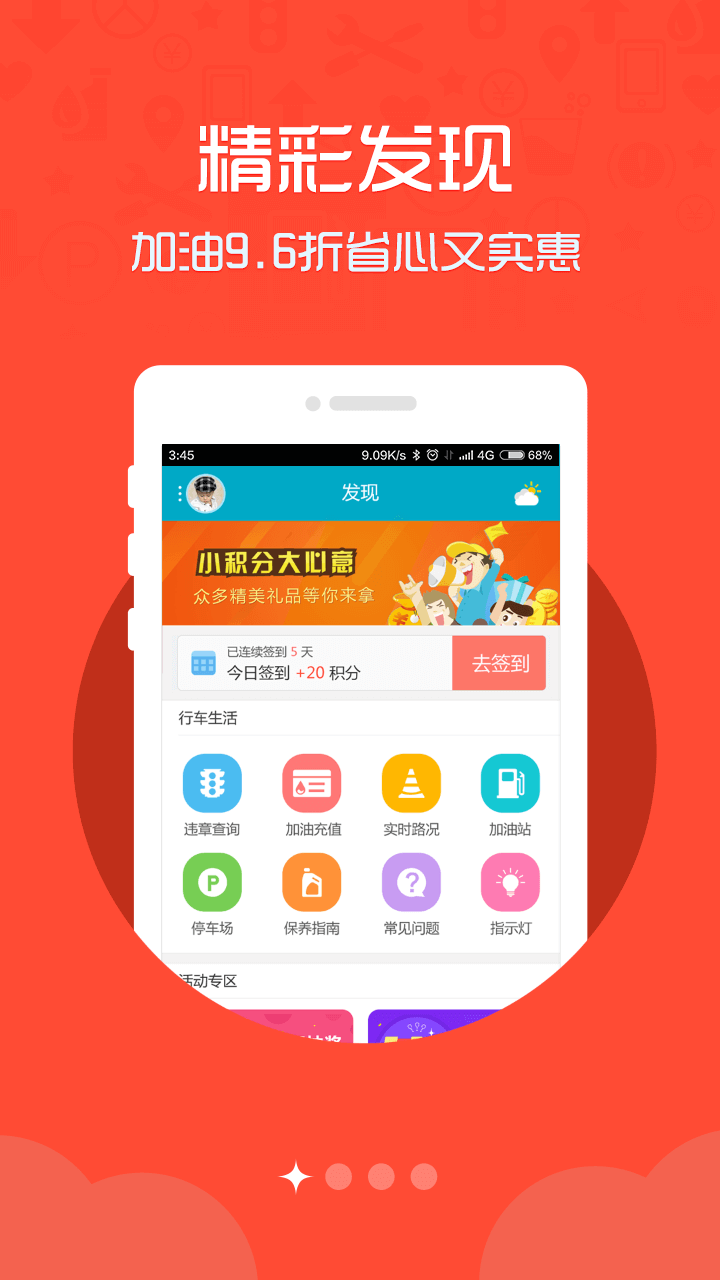 精彩发现
加油9.6折省心又实惠
3:45 9.09K/s 4G 68%
发现
小积分大心意
众多精美礼品等你来拿
已连续签到 5 天
今日签到 +20 积分
去签到
行车生活
违章查询 加油充值 实时路况 加油站
P
?
停车场 保养指南 常见问题 指示灯
活动专区